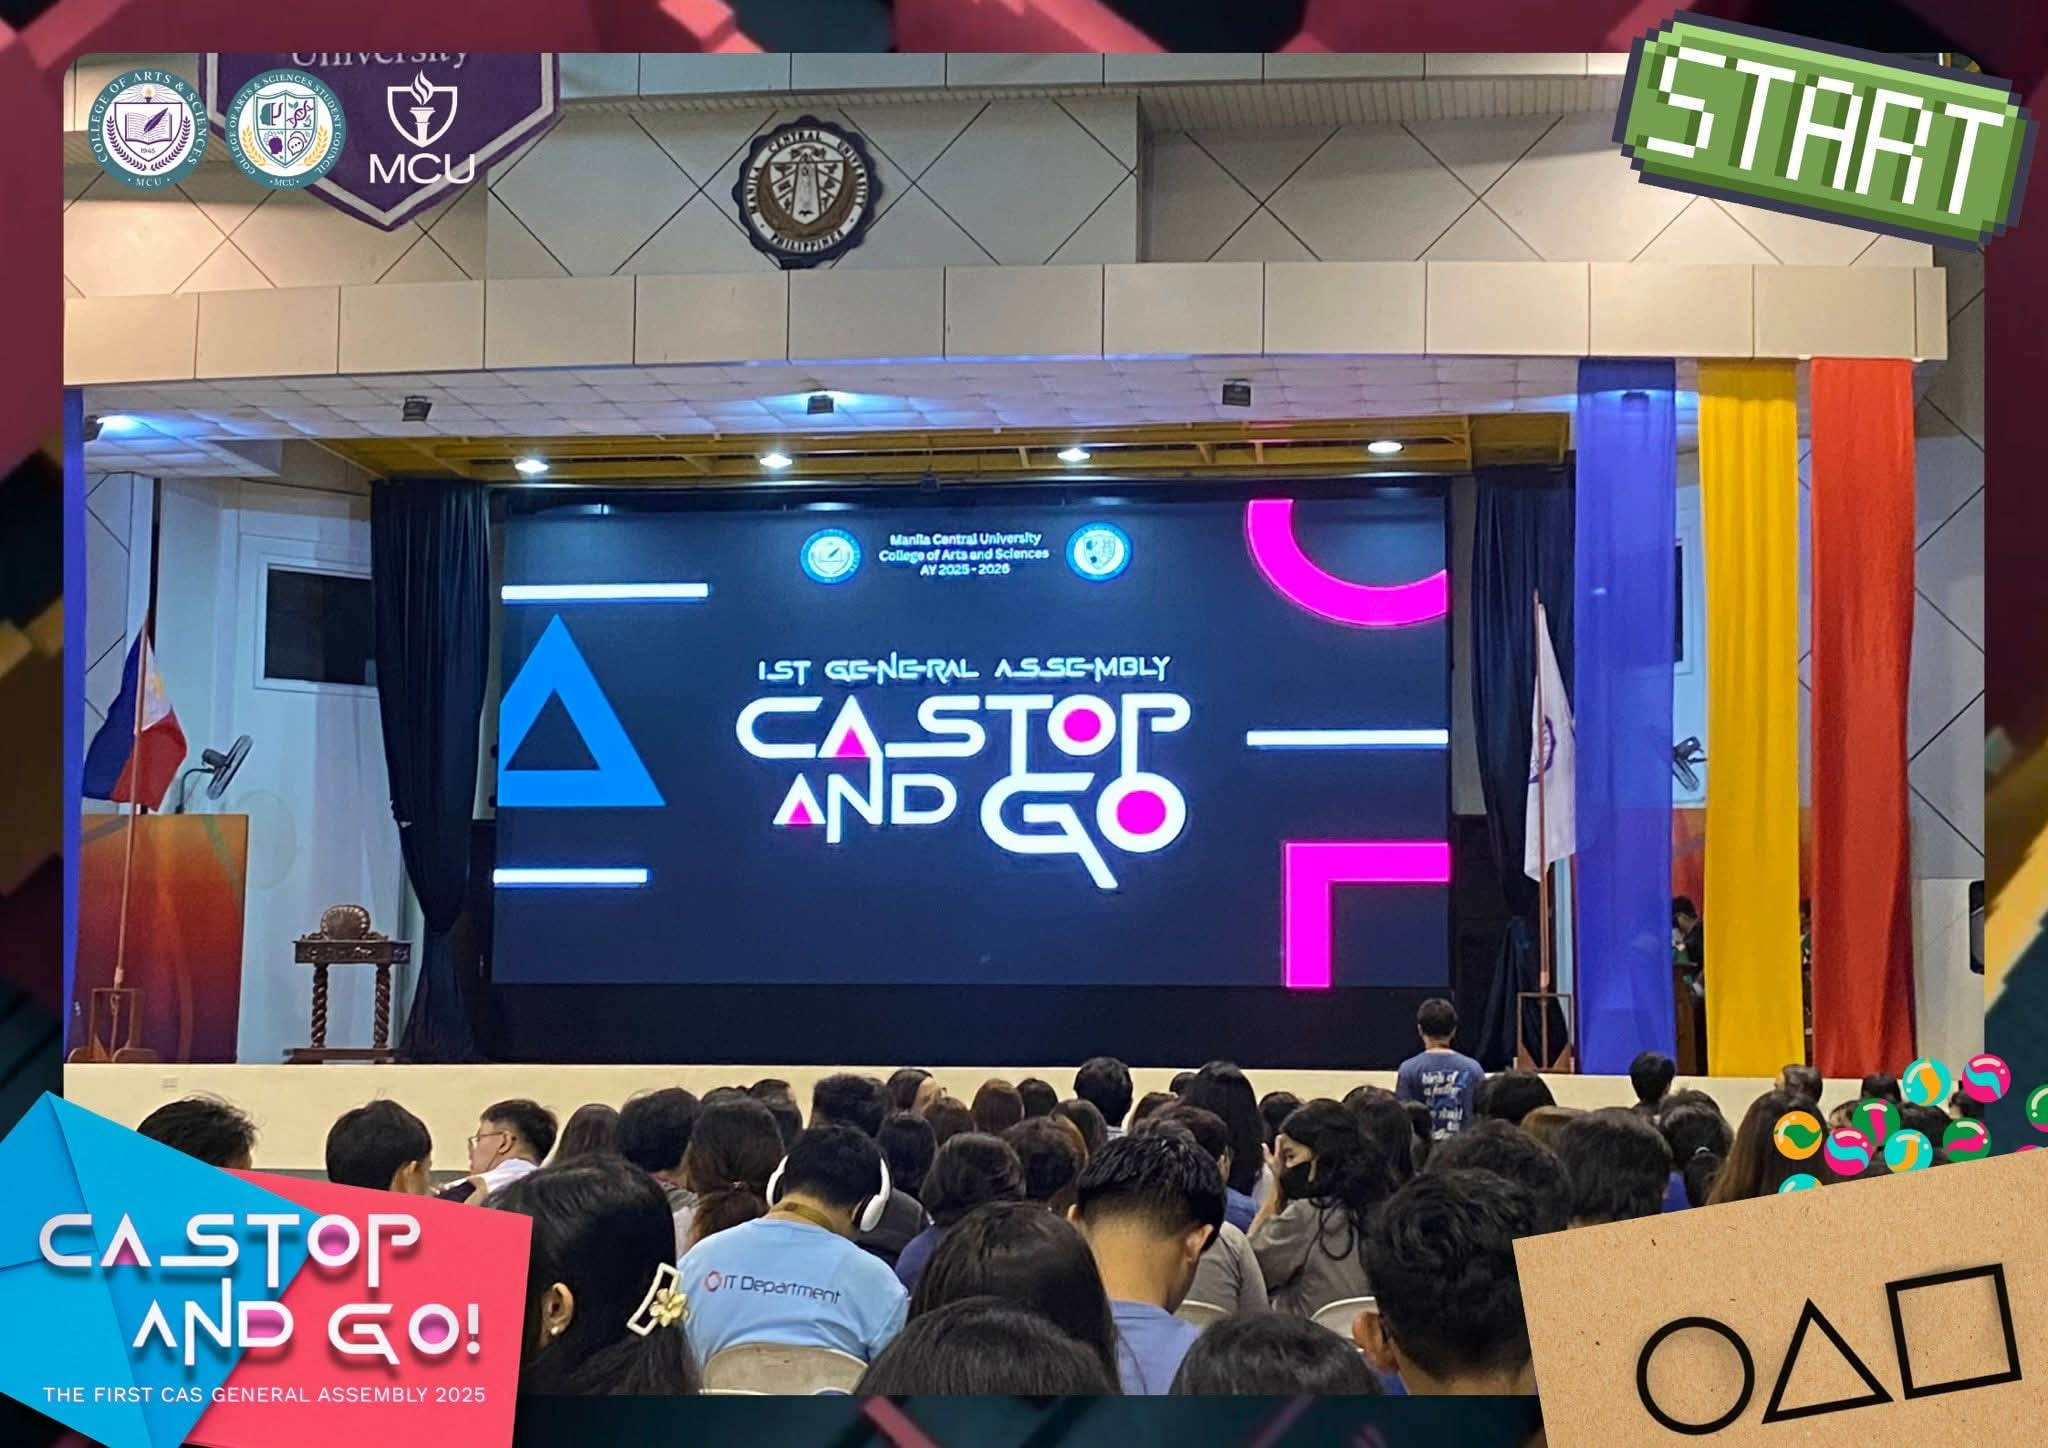 University
COLLEGE OF ARTS & SCIENCES
1945
• MCU •
COLLEGE OF ARTS & SCIENCES STUDENT COUNCIL
• MCU •
MCU
MANILA CENTRAL UNIVERSITY
• PHILIPPINES •
START
Manila Central University
College of Arts and Sciences
AY 2025 - 2026
1ST GENERAL ASSEMBLY
CASTOP
AND GO
birth of
IT Department
CASTOP
AND GO!
THE FIRST CAS GENERAL ASSEMBLY 2025